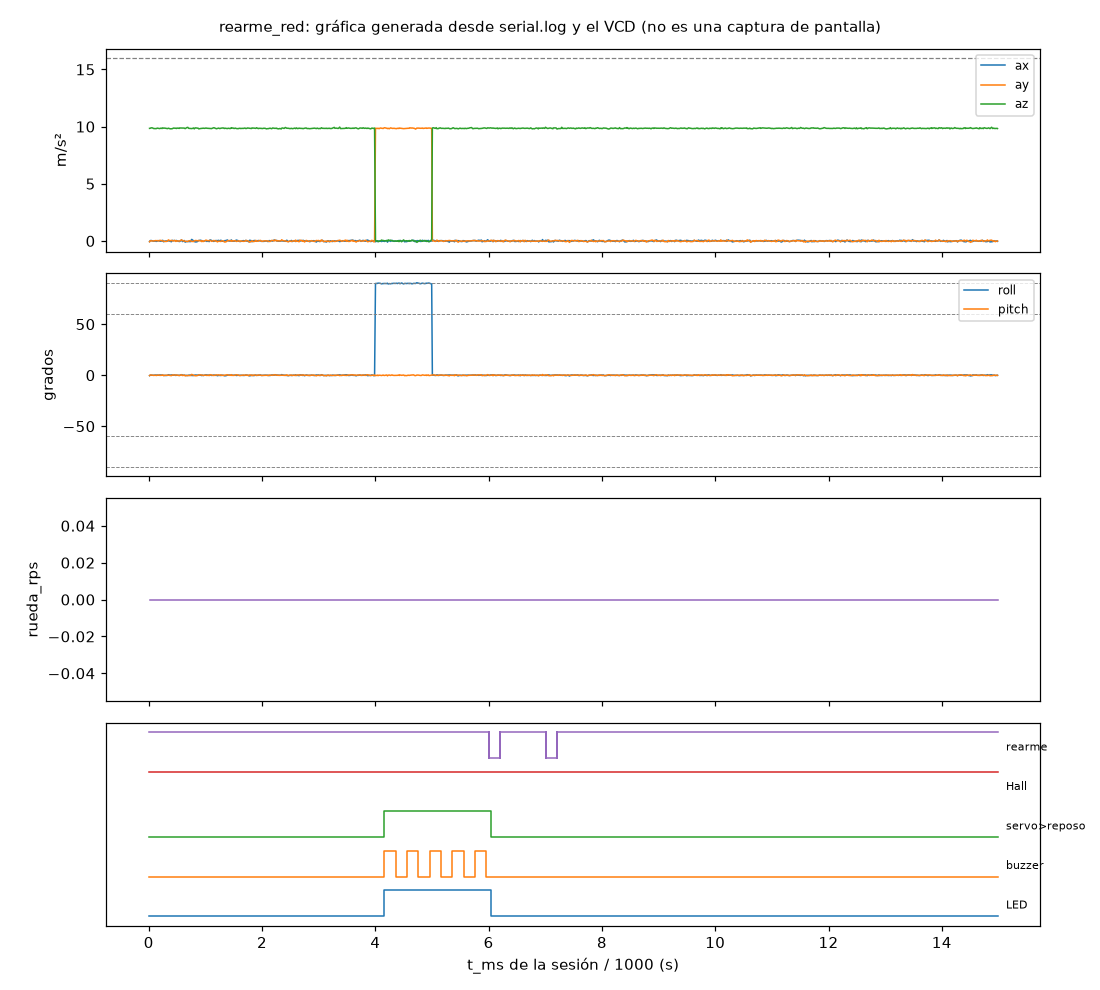 rearme_red: gráfica generada desde serial.log y el VCD (no es una captura de pantalla)
15
10
5
0
m/s²
ax
ay
az
50
0
−50
grados
roll
pitch
0.04
0.02
0.00
−0.02
−0.04
rueda_rps
rearme
Hall
servo>reposo
buzzer
LED
0 2 4 6 8 10 12 14
t_ms de la sesión / 1000 (s)